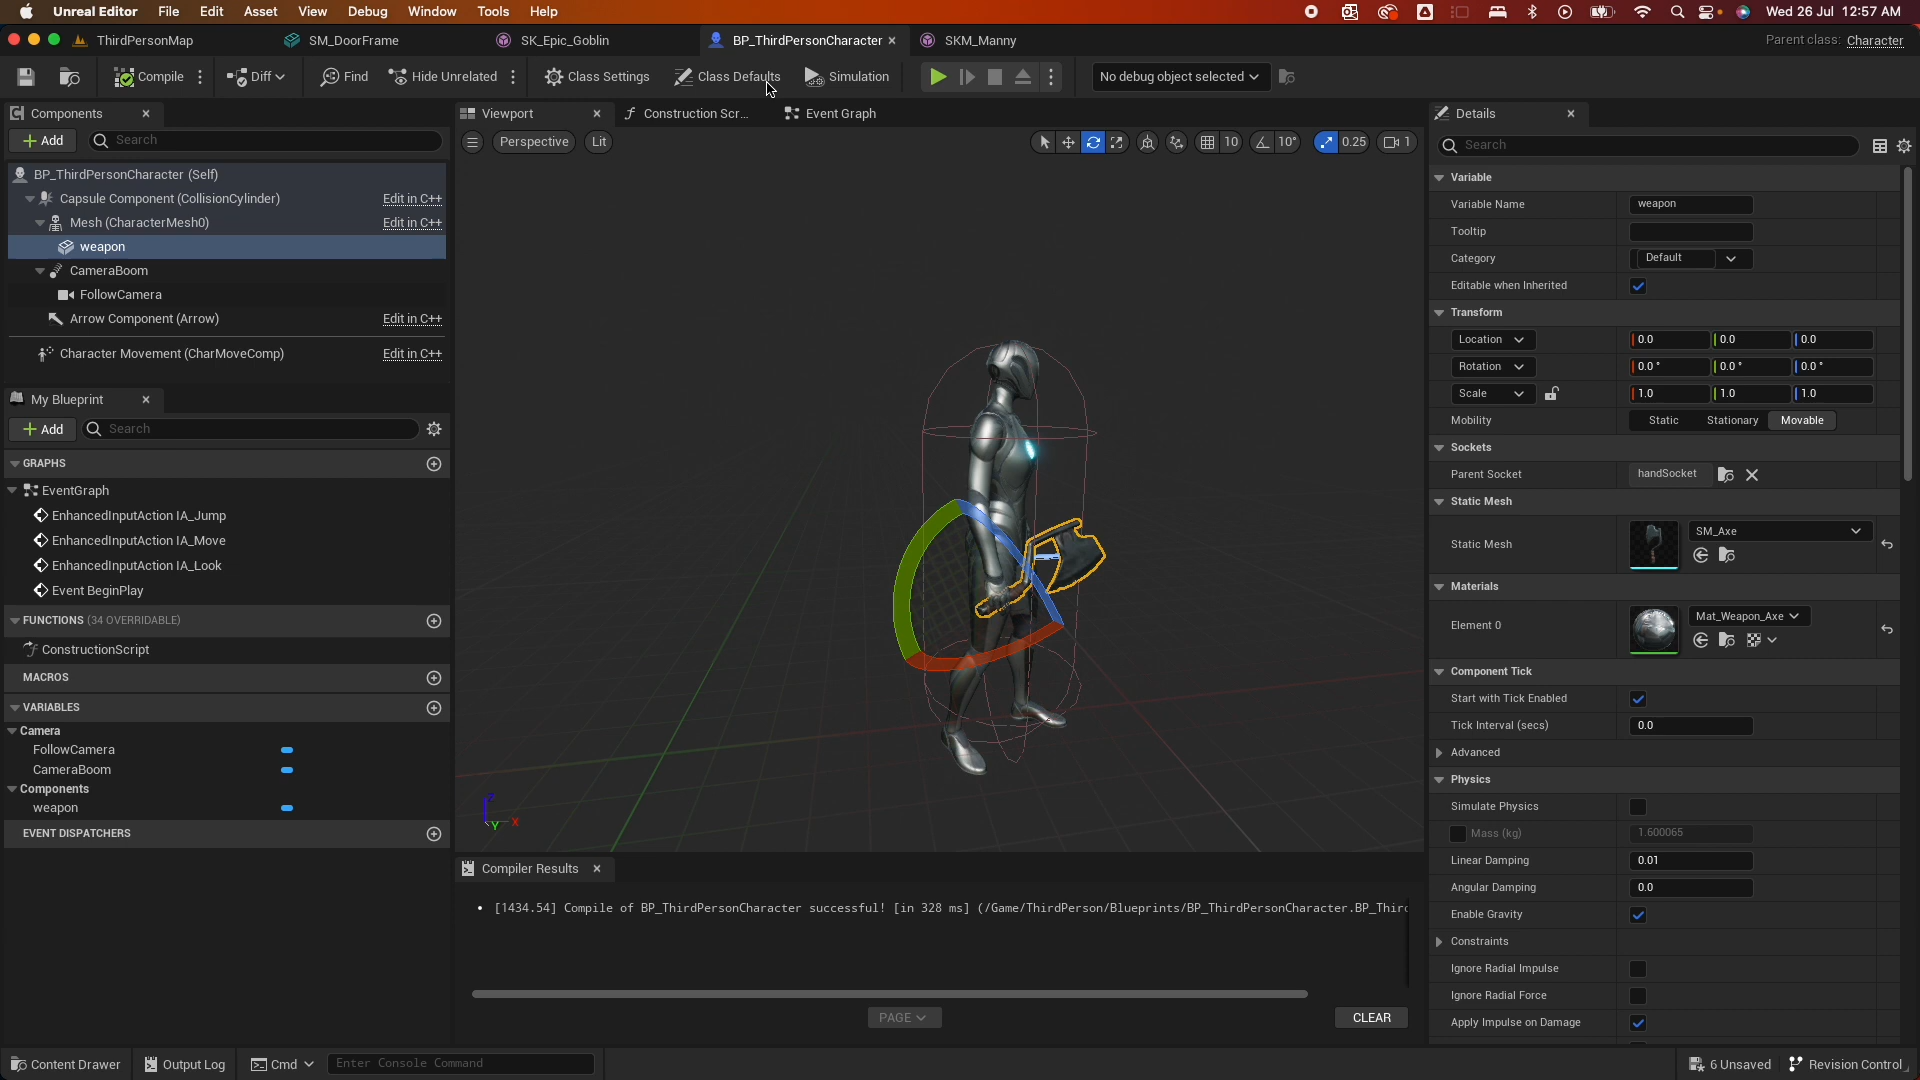 Unreal Editor File Edit Asset View Debug Window Tools Help Wed 26 Jul 12:57 AM
ThirdPersonMap SM_DoorFrame SK_Epic_Goblin BP_ThirdPersonCharacter SKM_Manny Parent class: Character
Compile Diff Find Hide Unrelated Class Settings Class Defaults Simulation No debug object selected
Components
Add Search
BP_ThirdPersonCharacter (Self)
Capsule Component (CollisionCylinder) Edit in C++
Mesh (CharacterMesh0) Edit in C++
weapon
CameraBoom
FollowCamera
Arrow Component (Arrow) Edit in C++
Character Movement (CharMoveComp) Edit in C++
My Blueprint
Add Search
GRAPHS
EventGraph
EnhancedInputAction IA_Jump
EnhancedInputAction IA_Move
EnhancedInputAction IA_Look
Event BeginPlay
FUNCTIONS (34 OVERRIDABLE)
ConstructionScript
MACROS
VARIABLES
Camera
FollowCamera
CameraBoom
Components
weapon
EVENT DISPATCHERS
Viewport Construction Scr... Event Graph
Perspective Lit 10 10° 0.25 1
Z
Y X
Compiler Results
[1434.54] Compile of BP_ThirdPersonCharacter successful! [in 328 ms] (/Game/ThirdPerson/Blueprints/BP_ThirdPersonCharacter.BP_Thir
PAGE CLEAR
Details
Search
Variable
Variable Name weapon
Tooltip
Category Default
Editable when Inherited
Transform
Location 0.0 0.0 0.0
Rotation 0.0° 0.0° 0.0°
Scale 1.0 1.0 1.0
Mobility Static Stationary Movable
Sockets
Parent Socket handSocket
Static Mesh
Static Mesh SM_Axe
Materials
Element 0 Mat_Weapon_Axe
Component Tick
Start with Tick Enabled
Tick Interval (secs) 0.0
Advanced
Physics
Simulate Physics
Mass (kg) 1.600065
Linear Damping 0.01
Angular Damping 0.0
Enable Gravity
Constraints
Ignore Radial Impulse
Ignore Radial Force
Apply Impulse on Damage
Content Drawer Output Log Cmd Enter Console Command 6 Unsaved Revision Control